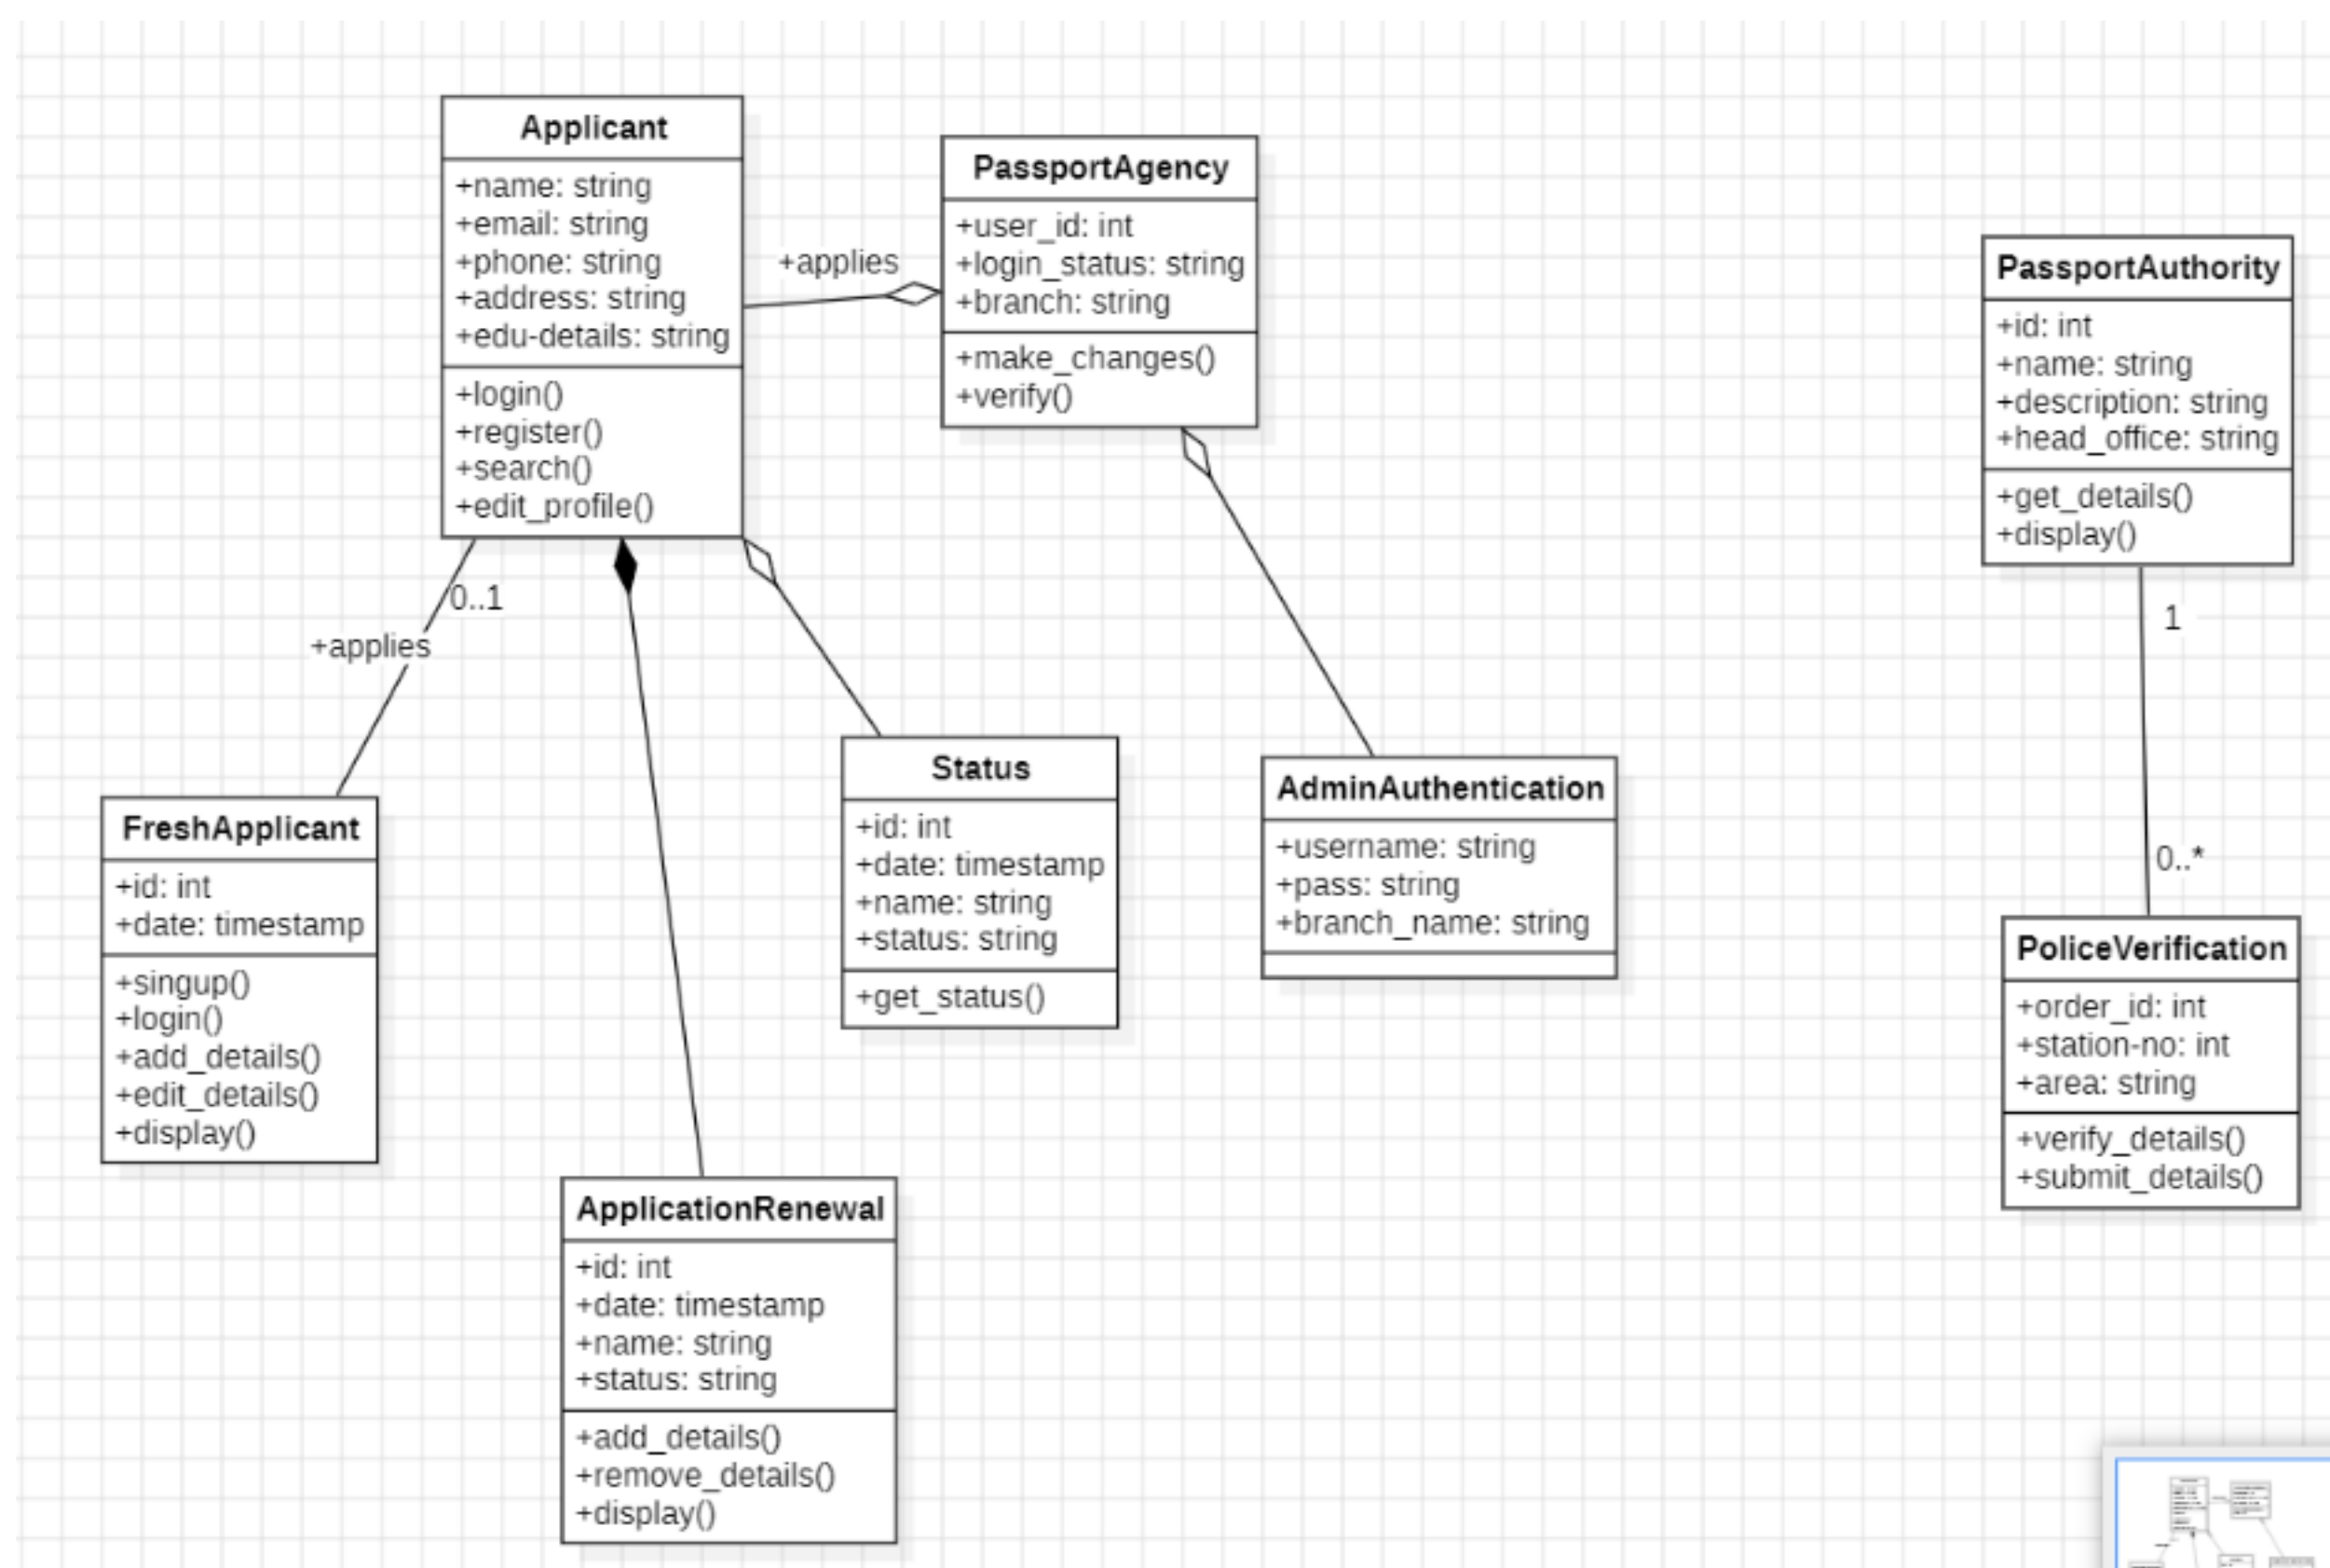 Applicant
+name: string
+email: string
+phone: string
+address: string
+edu-details: string
+login()
+register()
+search()
+edit_profile()
+applies
PassportAgency
+user_id: int
+login_status: string
+branch: string
+make_changes()
+verify()
PassportAuthority
+id: int
+name: string
+description: string
+head_office: string
+get_details()
+display()
0..1
+applies
1
0..*
FreshApplicant
+id: int
+date: timestamp
+singup()
+login()
+add_details()
+edit_details()
+display()
Status
+id: int
+date: timestamp
+name: string
+status: string
+get_status()
AdminAuthentication
+username: string
+pass: string
+branch_name: string
PoliceVerification
+order_id: int
+station-no: int
+area: string
+verify_details()
+submit_details()
ApplicationRenewal
+id: int
+date: timestamp
+name: string
+status: string
+add_details()
+remove_details()
+display()